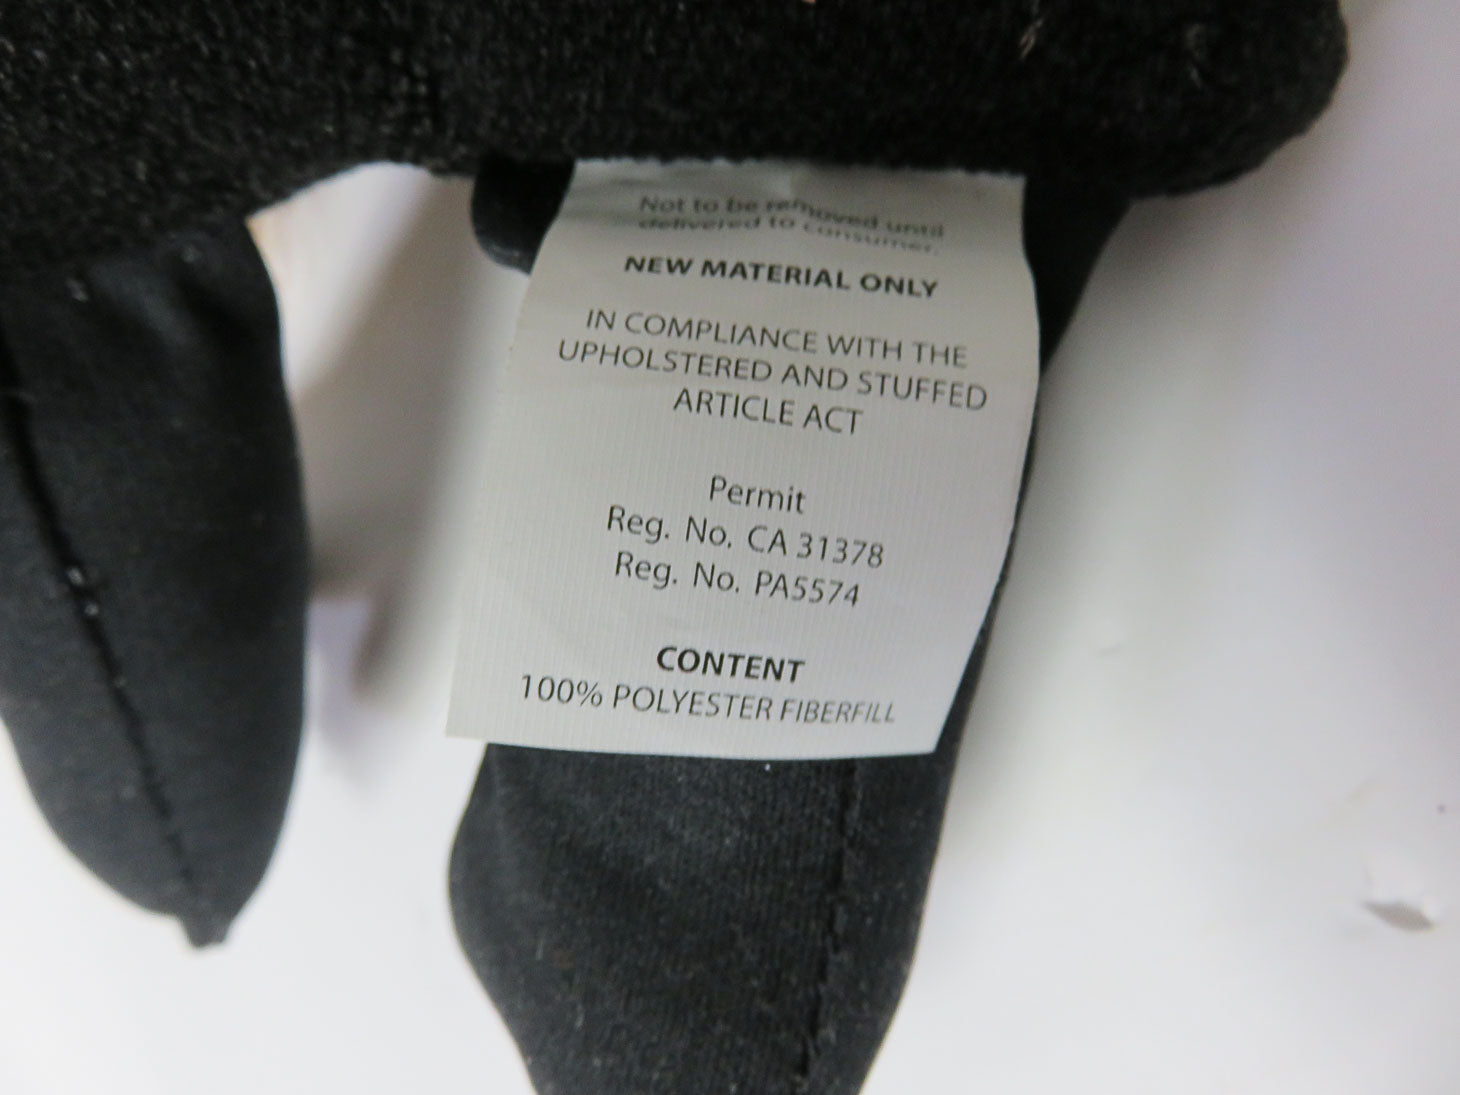 Not to be removed until
delivered to consumer.
NEW MATERIAL ONLY
IN COMPLIANCE WITH THE
UPHOLSTERED AND STUFFED
ARTICLE ACT
Permit
Reg. No. CA 31378
Reg. No. PA5574
CONTENT
100% POLYESTER FIBERFILL